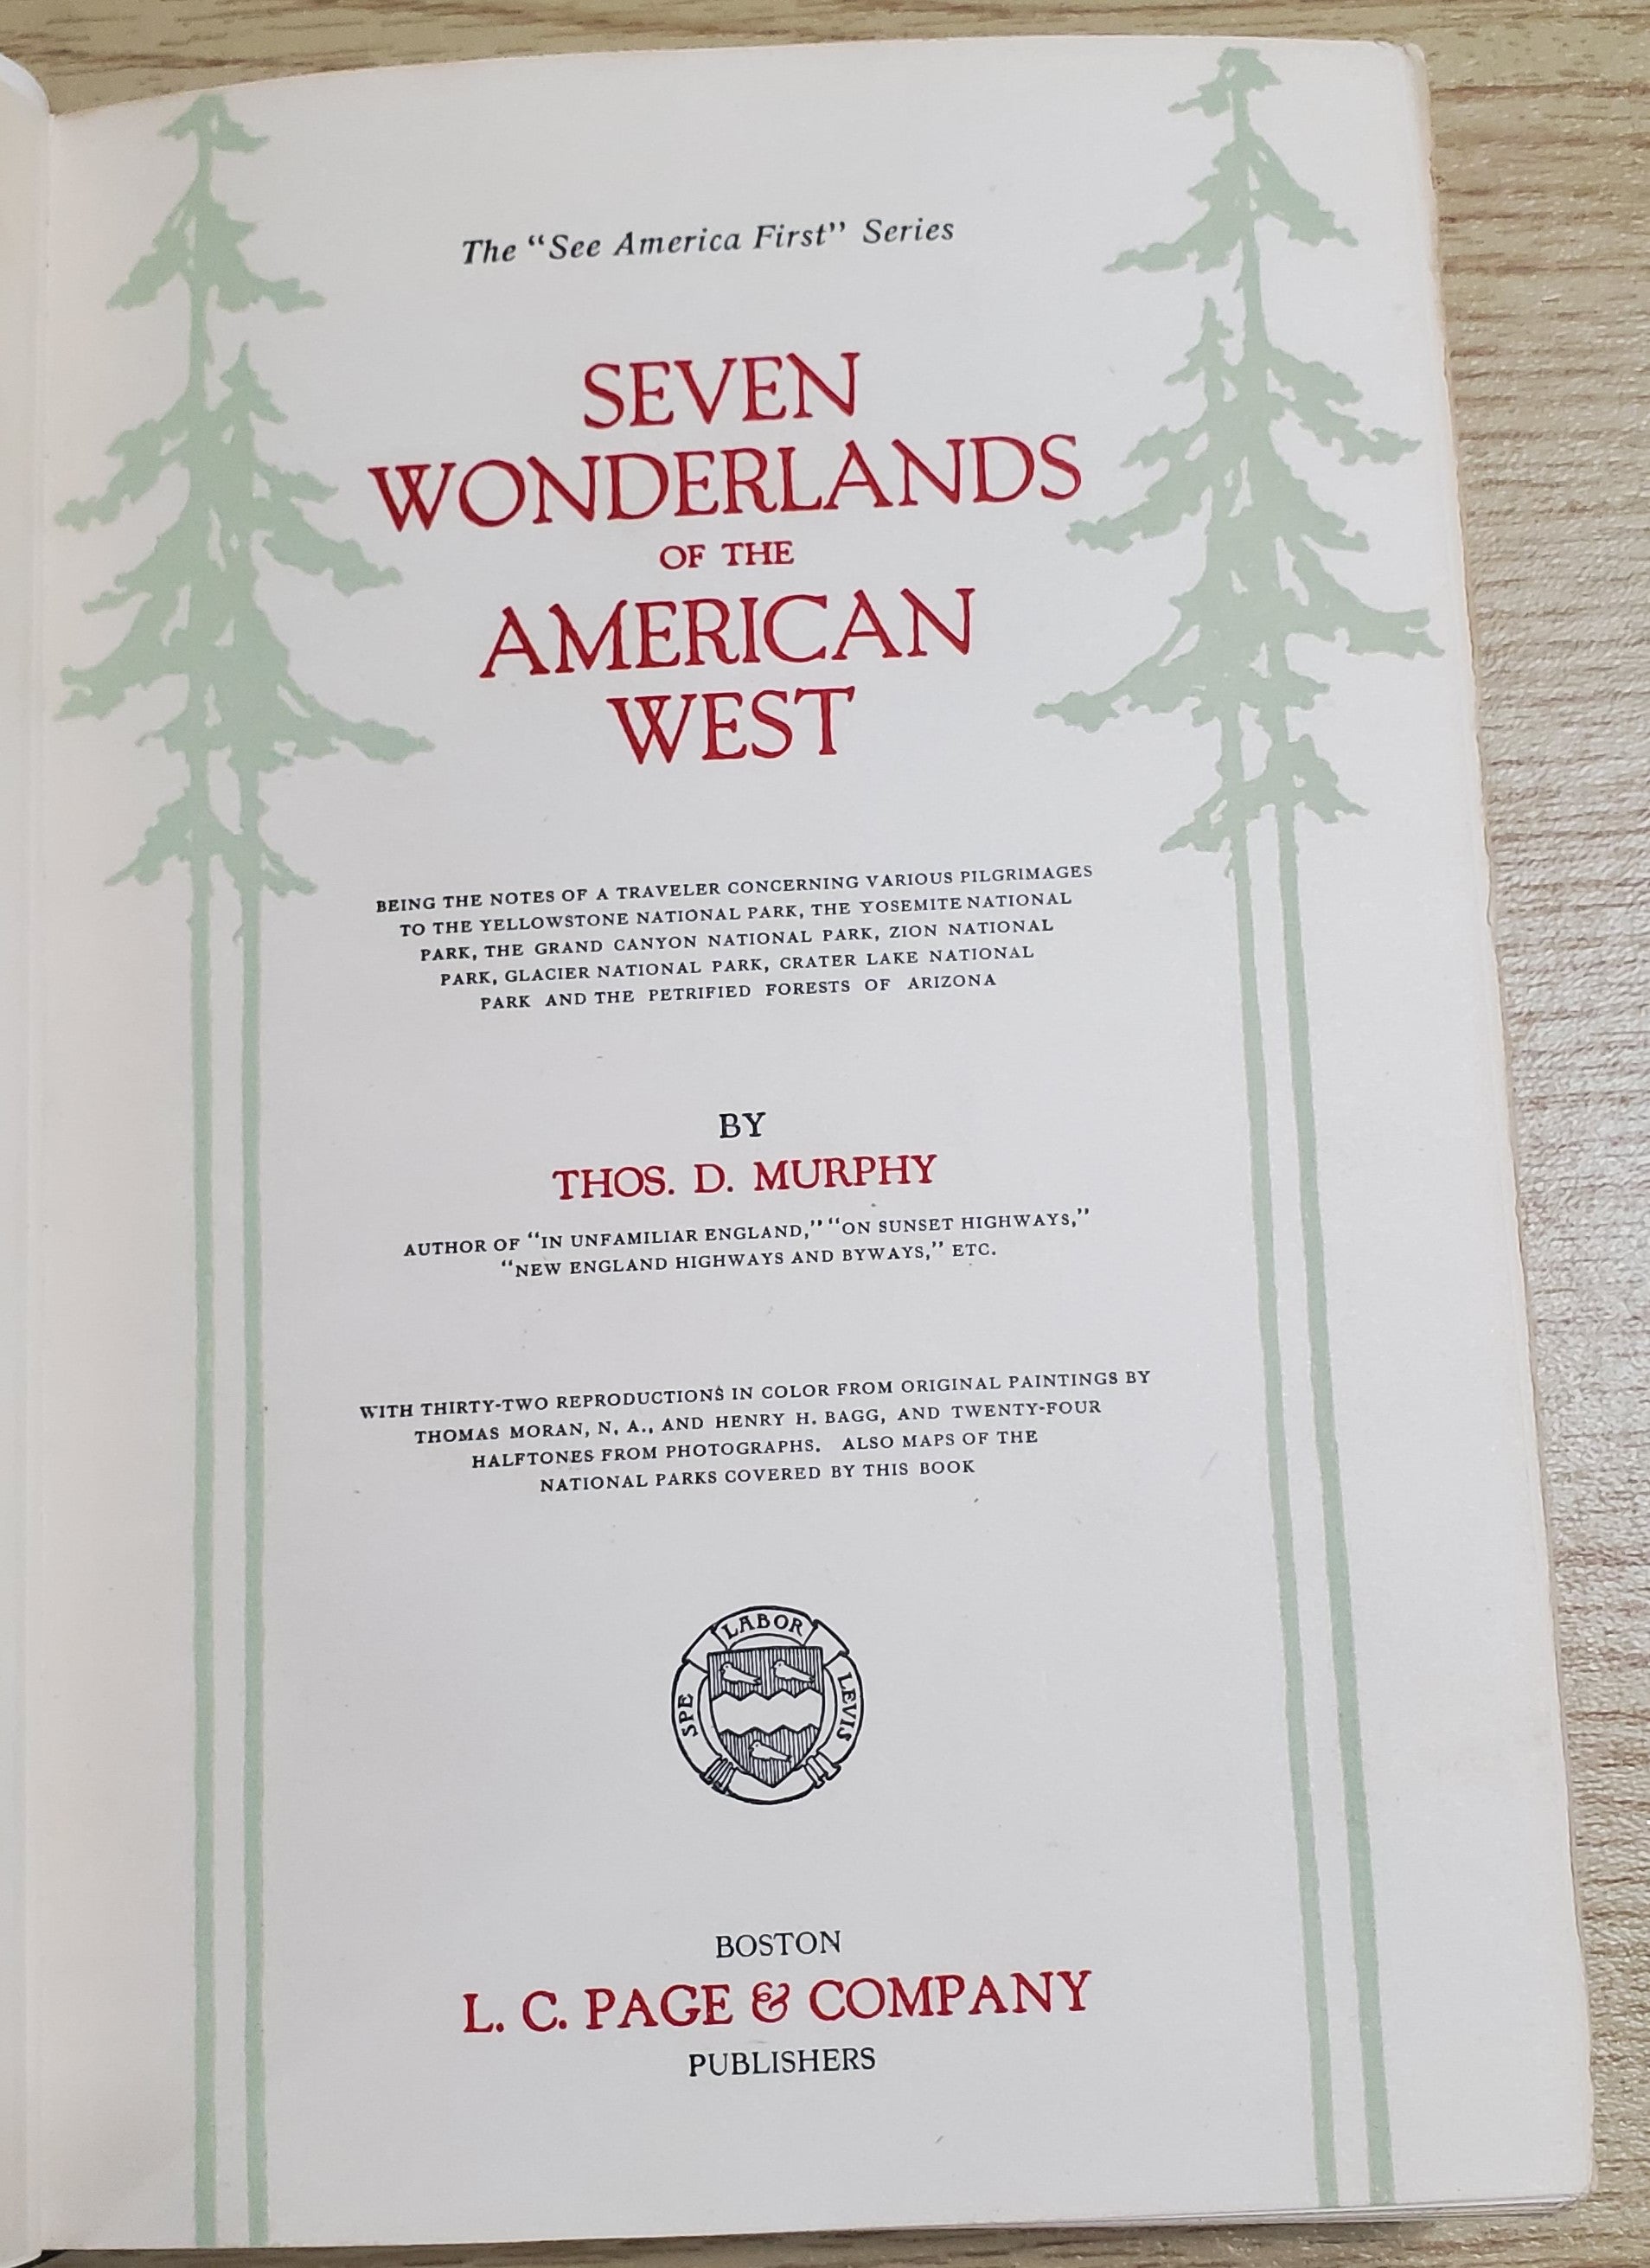 The “See America First” Series
SEVEN
WONDERLANDS
OF THE
AMERICAN
WEST
BEING THE NOTES OF A TRAVELER CONCERNING VARIOUS PILGRIMAGES
TO THE YELLOWSTONE NATIONAL PARK, THE YOSEMITE NATIONAL
PARK, THE GRAND CANYON NATIONAL PARK, ZION NATIONAL
PARK, GLACIER NATIONAL PARK, CRATER LAKE NATIONAL
PARK AND THE PETRIFIED FORESTS OF ARIZONA
BY
THOS. D. MURPHY
AUTHOR OF “IN UNFAMILIAR ENGLAND,” “ON SUNSET HIGHWAYS,”
“NEW ENGLAND HIGHWAYS AND BYWAYS,” ETC.
WITH THIRTY-TWO REPRODUCTIONS IN COLOR FROM ORIGINAL PAINTINGS BY
THOMAS MORAN, N. A., AND HENRY H. BAGG, AND TWENTY-FOUR
HALFTONES FROM PHOTOGRAPHS. ALSO MAPS OF THE
NATIONAL PARKS COVERED BY THIS BOOK
SPE
LABOR
LEVIS
BOSTON
L. C. PAGE & COMPANY
PUBLISHERS